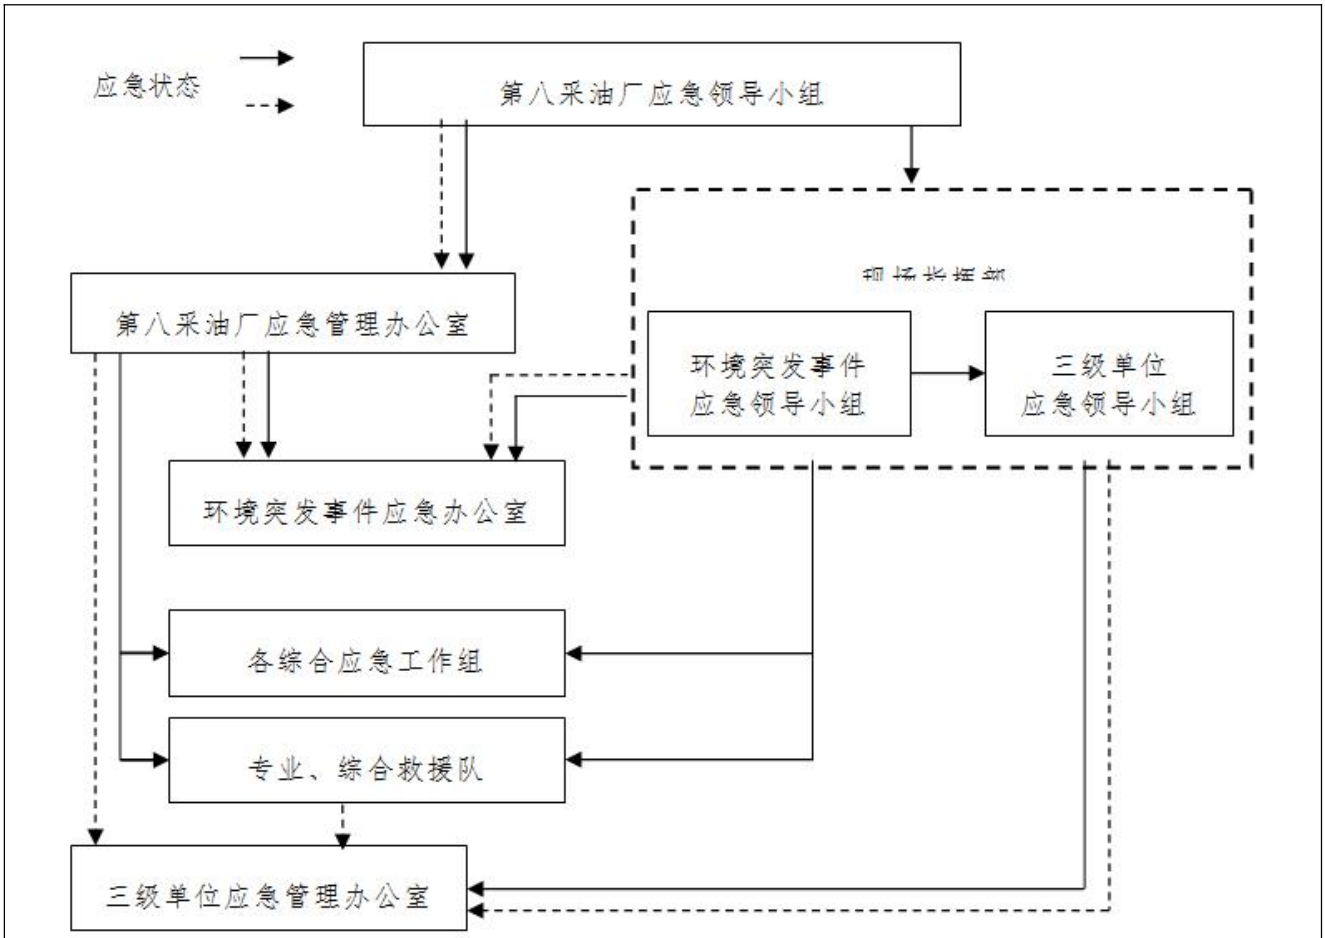 应急状态
第八采油厂应急领导小组
第八采油厂应急管理办公室
环境突发事件
应急领导小组
三级单位
应急领导小组
环境突发事件应急办公室
各综合应急工作组
专业、综合救援队
三级单位应急管理办公室